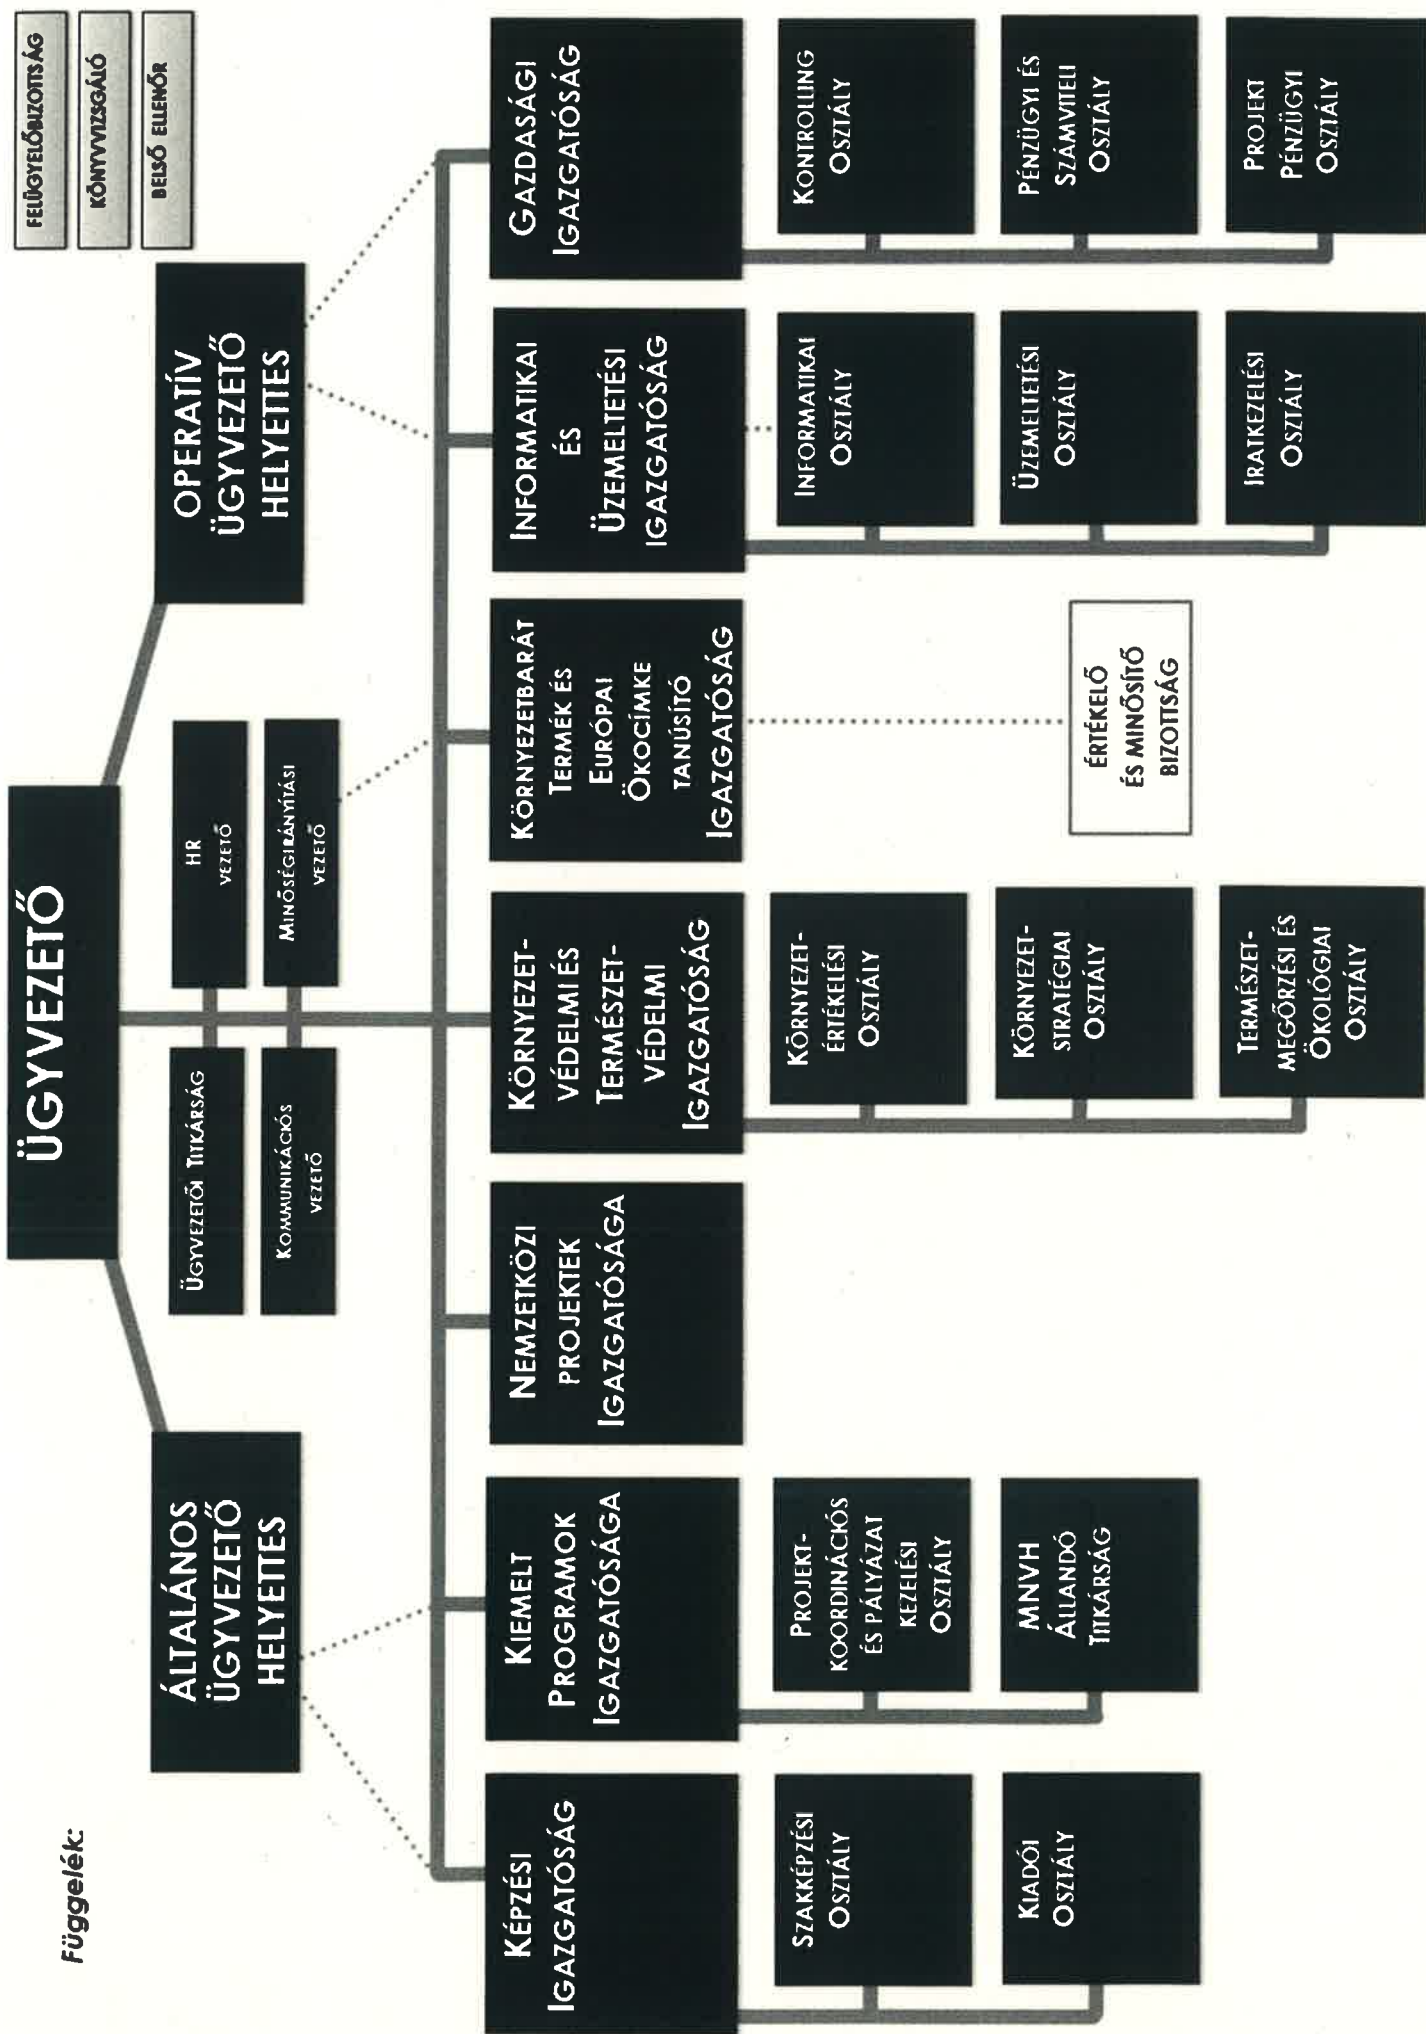 Függelék:
FELÜGYELŐBIZOTTSÁG
KÖNYVVIZSGÁLÓ
BELSŐ ELLENŐR
ÜGYVEZETŐ
ÁLTALÁNOS
ÜGYVEZETŐ
HELYETTES
OPERATÍV
ÜGYVEZETŐ
HELYETTES
ÜGYVEZETŐI TITKÁRSÁG
HR
VEZETŐ
KOMMUNIKÁCIÓS
VEZETŐ
MINŐSÉGIRÁNYÍTÁSI
VEZETŐ
KÉPZÉSI
IGAZGATÓSÁG
KIEMELT
PROGRAMOK
IGAZGATÓSÁGA
NEMZETKÖZI
PROJEKTEK
IGAZGATÓSÁGA
KÖRNYEZET-
VÉDELMI ÉS
TERMÉSZET-
VÉDELMI
IGAZGATÓSÁG
KÖRNYEZETBARÁT
TERMÉK ÉS
EURÓPAI
ÖKOCÍMKE
TANÚSÍTÓ
IGAZGATÓSÁG
INFORMATIKAI
ÉS
ÜZEMELTETÉSI
IGAZGATÓSÁG
GAZDASÁGI
IGAZGATÓSÁG
SZAKKÉPZÉSI
OSZTÁLY
KIADÓI
OSZTÁLY
PROJEKT-
KOORDINÁCIÓS
ÉS PÁLYÁZAT
KEZELÉSI
OSZTÁLY
MNVH
ÁLLANDÓ
TITKÁRSÁG
KÖRNYEZET-
ÉRTÉKELÉSI
OSZTÁLY
KÖRNYEZET-
STRATÉGIAI
OSZTÁLY
TERMÉSZET-
MEGŐRZÉSI ÉS
ÖKOLÓGIAI
OSZTÁLY
ÉRTÉKELŐ
ÉS MINŐSÍTŐ
BIZOTTSÁG
INFORMATIKAI
OSZTÁLY
ÜZEMELTETÉSI
OSZTÁLY
IRATKEZELÉSI
OSZTÁLY
KONTROLLING
OSZTÁLY
PÉNZÜGYI ÉS
SZÁMVITELI
OSZTÁLY
PROJEKT
PÉNZÜGYI
OSZTÁLY